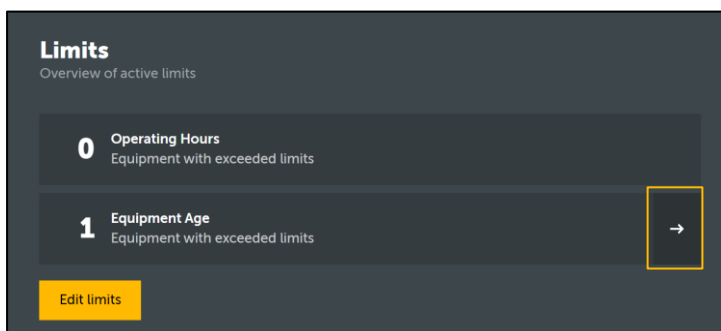 Limits
Overview of active limits
0 Operating Hours
Equipment with exceeded limits
1 Equipment Age
Equipment with exceeded limits
→
Edit limits